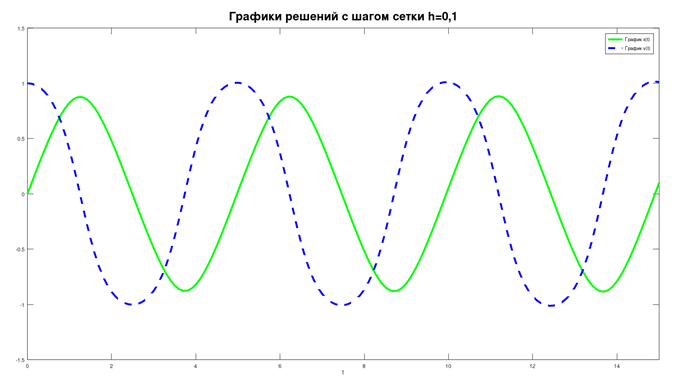 Графики решений с шагом сетки h=0,1
График x(t)
График v(t)
1.5
1
0.5
0
-0.5
-1
-1.5
0 2 4 6 8 10 12 14
t